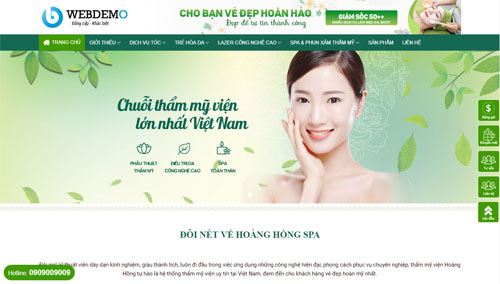 WEBDEMO
Đẳng cấp - Khác biệt
CHO BẠN VẺ ĐẸP HOÀN HẢO
Đẹp để tự tin thành công
GIẢM SỐC 50++
TRANG CHỦ
GIỚI THIỆU
DỊCH VỤ TÓC
TRẺ HÓA DA
LAZER CÔNG NGHỆ CAO
SPA & PHUN XĂM THẨM MỸ
SẢN PHẨM
LIÊN HỆ
Chuỗi thẩm mỹ viện
lớn nhất Việt Nam
PHẪU THUẬT
THẨM MỸ
ĐIỀU TRỊ DA
CÔNG NGHỆ CAO
SPA
TOÀN THÂN
Bảng giá
Khuyến mãi
Tư vấn
Liên hệ
Lên đầu
ĐÔI NÉT VỀ HOÀNG HỒNG SPA
Đội ngũ kĩ thuật viên dày dạn kinh nghiệm, giàu thành tích, luôn đi đầu trong việc ứng dụng những công nghệ hiện đại, phong cách phục vụ chuyên nghiệp, thẩm mỹ viện Hoàng
Hồng tự hào là hệ thống thẩm mỹ viện uy tín tại Việt Nam, đem đến cho khách hàng vẻ đẹp hoàn mỹ nhất.
Hotline: 0909009009